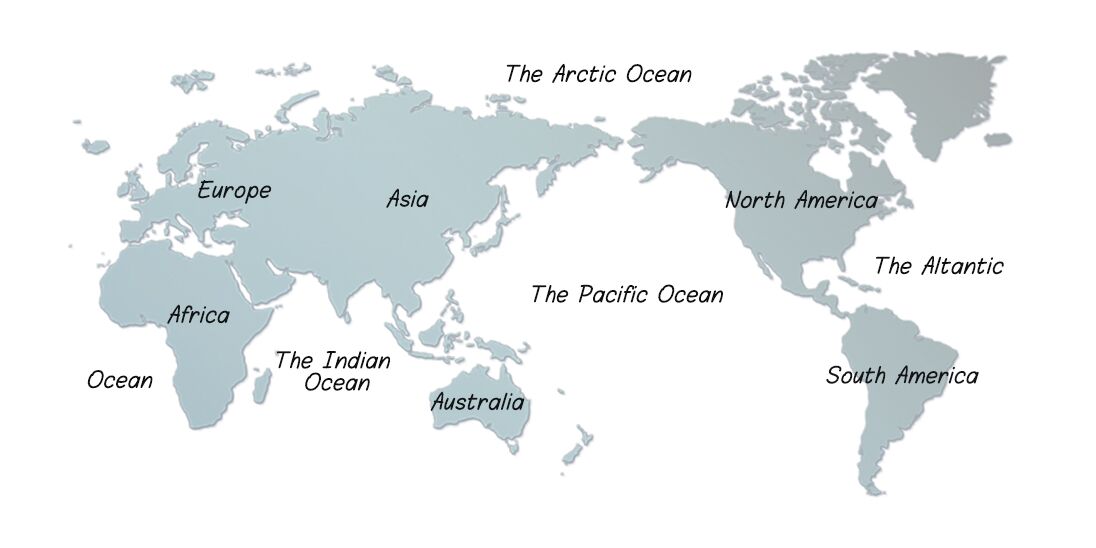 The Arctic Ocean
Europe
Asia
North America
The Altantic
The Pacific Ocean
Africa
The Indian
Ocean
Ocean
South America
Australia